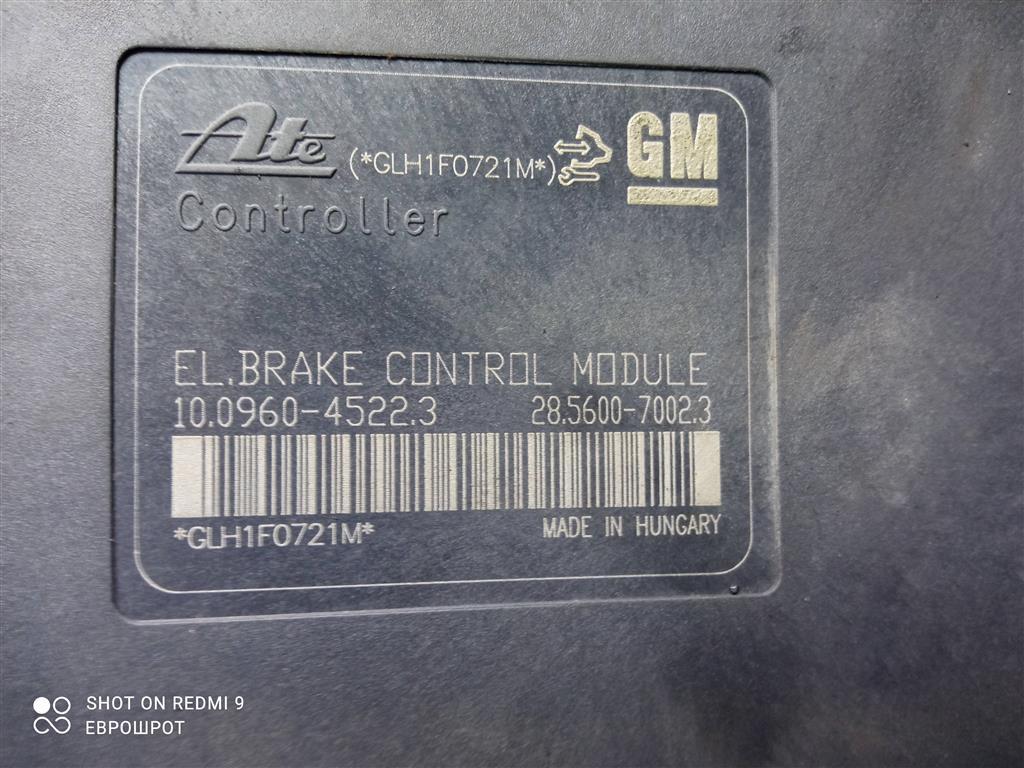 Ate (*GLH1F0721M*) GM
Controller
EL.BRAKE CONTROL MODULE
10.0960-4522.3 28.5600-7002.3
*GLH1F0721M* MADE IN HUNGARY
SHOT ON REDMI 9
ЕВРОШРОТ